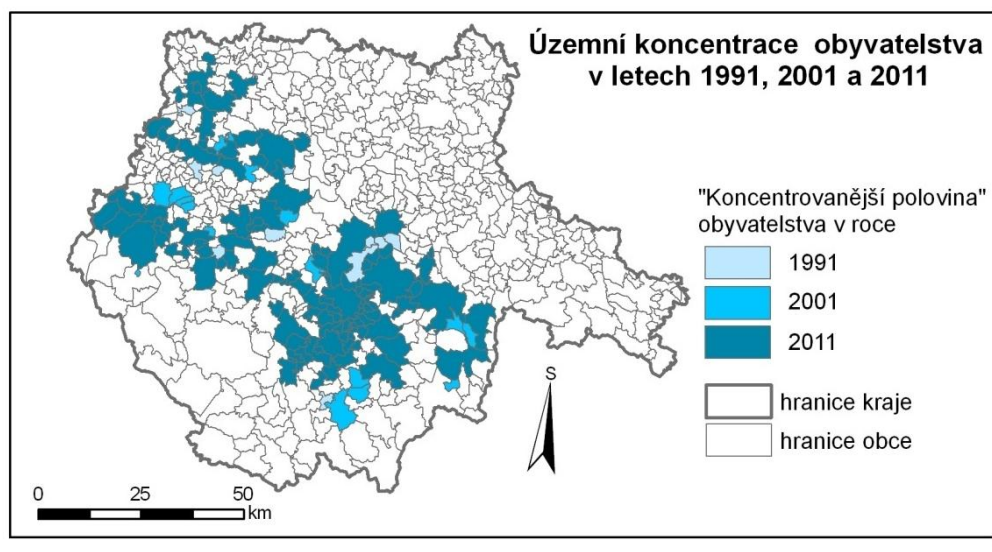 Územní koncentrace obyvatelstva
v letech 1991, 2001 a 2011
"Koncentrovanější polovina"
obyvatelstva v roce
1991
2001
2011
hranice kraje
hranice obce
S
0 25 50
km